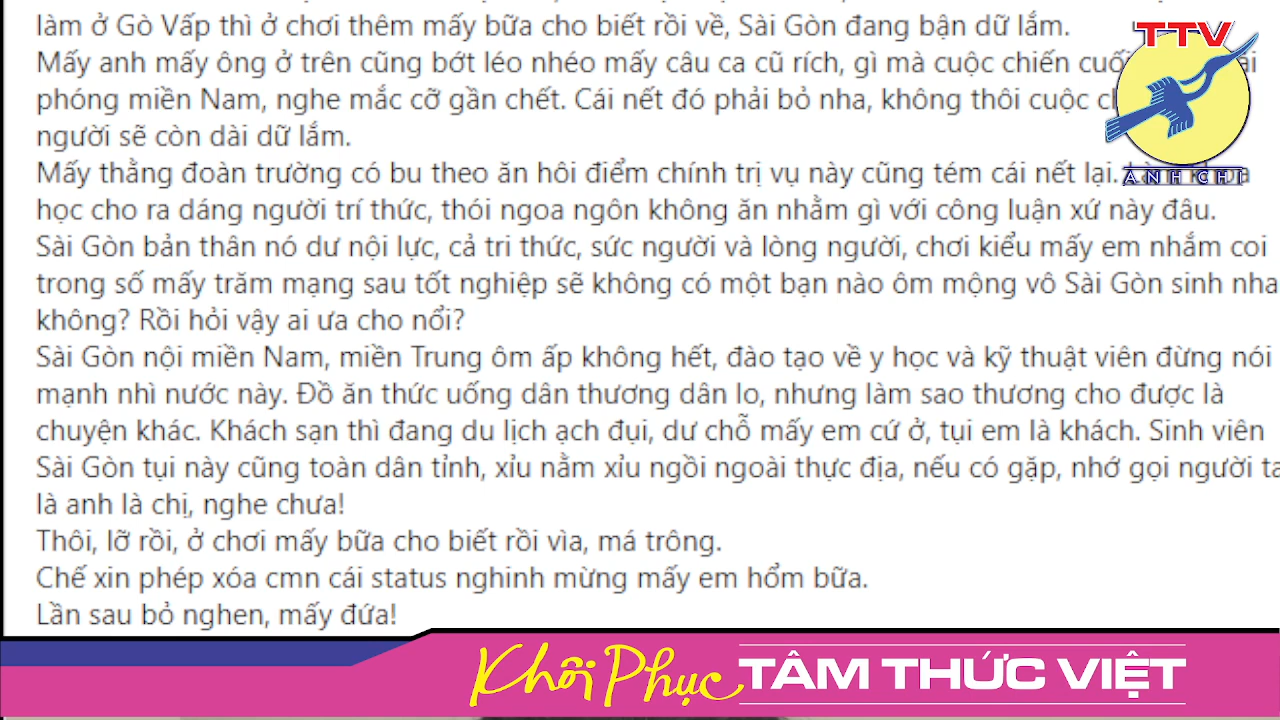 làm ở Gò Vấp thì ở chơi thêm mấy bữa cho biết rồi về, Sài Gòn đang bận dữ lắm.
Mấy anh mấy ông ở trên cũng bớt léo nhéo mấy câu ca cũ rích, gì mà cuộc chiến cuối
phóng miền Nam, nghe mắc cỡ gần chết. Cái nết đó phải bỏ nha, không thôi cuộc
người sẽ còn dài dữ lắm.
Mấy thằng đoàn trường có bu theo ăn hôi điểm chính trị vụ này cũng tém cái nết lại.
học cho ra dáng người trí thức, thói ngoa ngôn không ăn nhằm gì với công luận xứ này đâu.
Sài Gòn bản thân nó dư nội lực, cả tri thức, sức người và lòng người, chơi kiểu mấy em nhắm coi
trong số mấy trăm mạng sau tốt nghiệp sẽ không có một bạn nào ôm mộng vô Sài Gòn sinh nha
không? Rồi hỏi vậy ai ưa cho nổi?
Sài Gòn nội miền Nam, miền Trung ôm ấp không hết, đào tạo về y học và kỹ thuật viên đừng nói
mạnh nhì nước này. Đồ ăn thức uống dân thương dân lo, nhưng làm sao thương cho được là
chuyện khác. Khách sạn thì đang du lịch ạch đụi, dư chỗ mấy em cứ ở, tụi em là khách. Sinh viên
Sài Gòn tụi này cũng toàn dân tỉnh, xỉu nằm xỉu ngồi ngoài thực địa, nếu có gặp, nhớ gọi người ta
là anh là chị, nghe chưa!
Thôi, lỡ rồi, ở chơi mấy bữa cho biết rồi vìa, má trông.
Chế xin phép xóa cmn cái status nghinh mừng mấy em hổm bữa.
Lần sau bỏ nghen, mấy đứa!
TTV
ANH CHI
Khôi Phục TÂM THỨC VIỆT